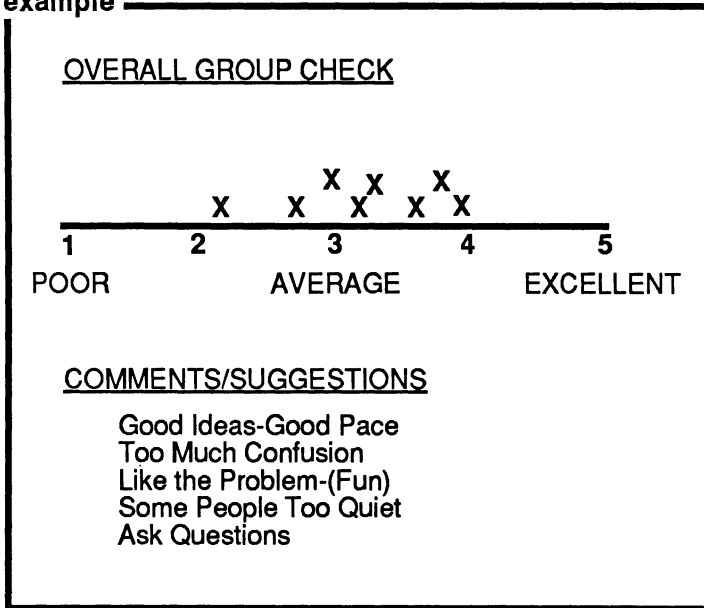 example
OVERALL GROUP CHECK
X X
X X X X X X
1 2 3 4 5
POOR AVERAGE EXCELLENT
COMMENTS/SUGGESTIONS
Good Ideas-Good Pace
Too Much Confusion
Like the Problem-(Fun)
Some People Too Quiet
Ask Questions